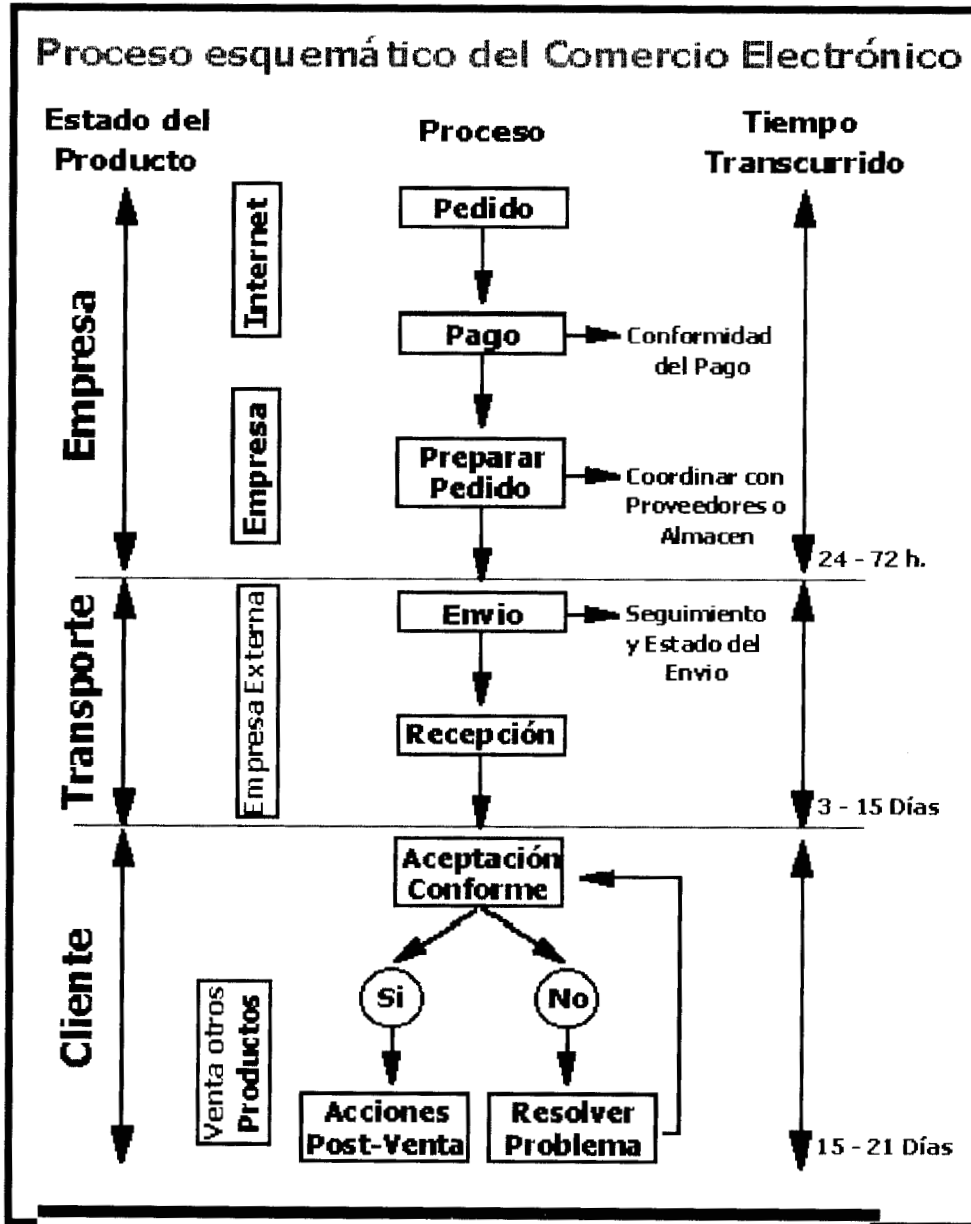 Proceso esquemático del Comercio Electrónico
Estado del
Producto
Proceso
Tiempo
Transcurrido
Empresa
Internet
Pedido
Pago
Conformidad
del Pago
Empresa
Preparar
Pedido
Coordinar con
Proveedores o
Almacen
24 - 72 h.
Transporte
Empresa Externa
Envio
Seguimiento
y Estado del
Envio
Recepción
3 - 15 Días
Cliente
Aceptación
Conforme
Si
No
Venta otros
Productos
Acciones
Post-Venta
Resolver
Problema
15 - 21 Días